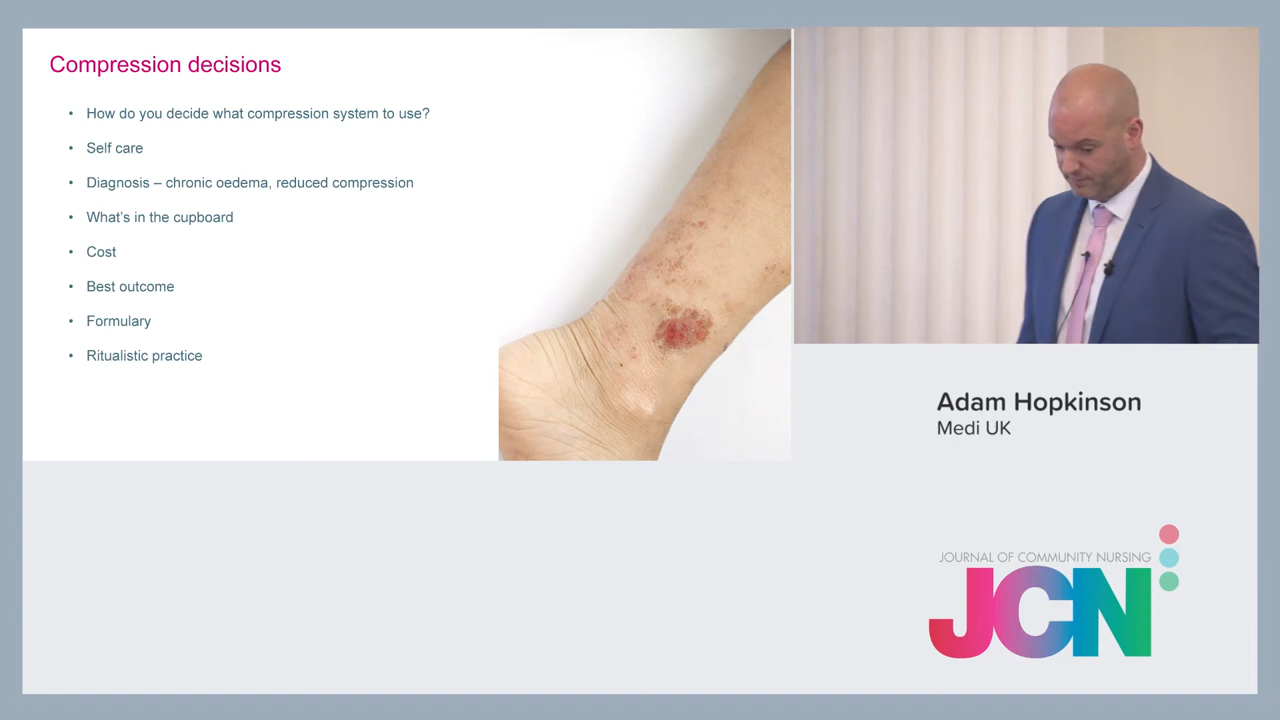 Compression decisions
• How do you decide what compression system to use?
• Self care
• Diagnosis – chronic oedema, reduced compression
• What's in the cupboard
• Cost
• Best outcome
• Formulary
• Ritualistic practice
Adam Hopkinson
Medi UK
JOURNAL OF COMMUNITY NURSING
JCN